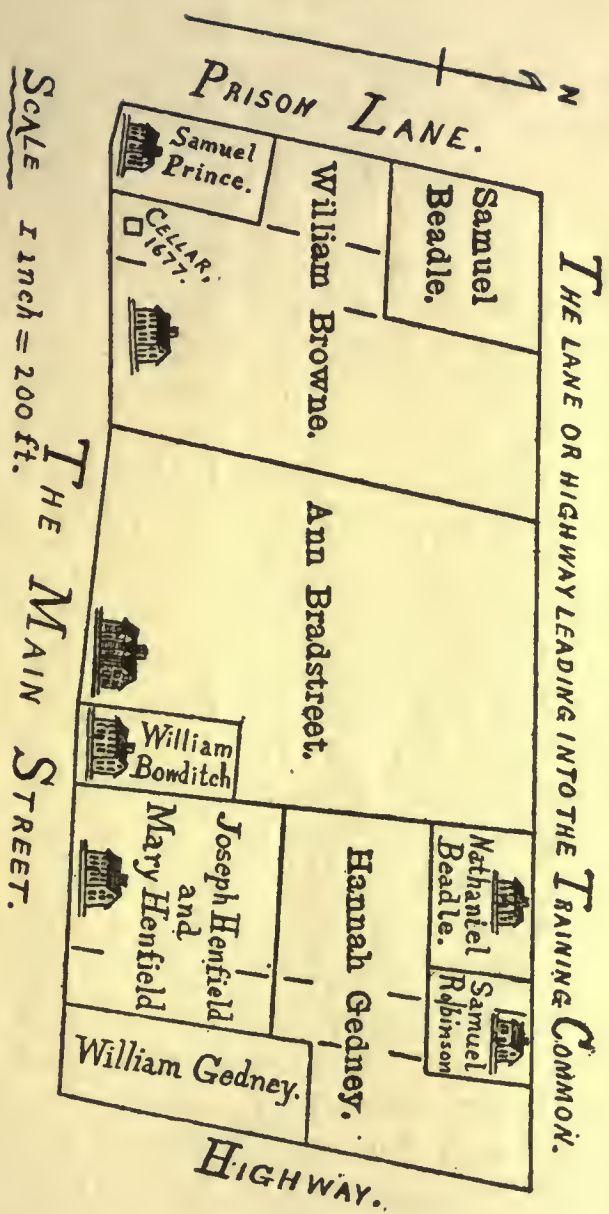 N
THE LANE OR HIGHWAY LEADING INTO THE TRAINING COMMON.
PRISON LANE.
Samuel
Beadle.
Samuel
Prince.
William Browne.
CELLAR,
1677.
Ann Bradstreet.
William
Bowditch
Nathaniel
Beadle.
Samuel
Robinson
Hannah Gedney.
Joseph Henfield
and
Mary Henfield
William Gedney.
HIGHWAY.
THE MAIN STREET.
SCALE 1 inch = 200 ft.